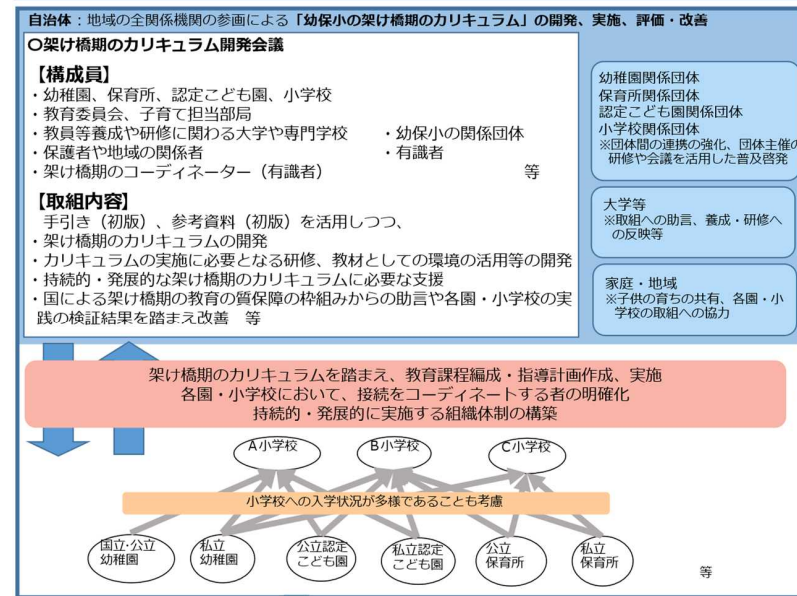 自治体：地域の全関係機関の参画による「幼保小の架け橋期のカリキュラム」の開発、実施、評価・改善
〇架け橋期のカリキュラム開発会議
【構成員】
・幼稚園、保育所、認定こども園、小学校
・教育委員会、子育て担当部局
・教員等養成や研修に関わる大学や専門学校 ・幼保小の関係団体
・保護者や地域の関係者 ・有識者
・架け橋期のコーディネーター（有識者） 等
【取組内容】
手引き（初版）、参考資料（初版）を活用しつつ、
・架け橋期のカリキュラムの開発
・カリキュラムの実施に必要となる研修、教材としての環境の活用等の開発
・持続的・発展的な架け橋期のカリキュラムに必要な支援
・国による架け橋期の教育の質保障の枠組みからの助言や各園・小学校の実
践の検証結果を踏まえ改善 等
幼稚園関係団体
保育所関係団体
認定こども園関係団体
小学校関係団体
※団体間の連携の強化、団体主催の
研修や会議を活用した普及啓発
大学等
※取組への助言、養成・研修へ
の反映等
家庭・地域
※子供の育ちの共有、各園・小
学校の取組への協力
架け橋期のカリキュラムを踏まえ、教育課程編成・指導計画作成、実施
各園・小学校において、接続をコーディネートする者の明確化
持続的・発展的に実施する組織体制の構築
A小学校
B小学校
C小学校
小学校への入学状況が多様であることも考慮
国立・公立
幼稚園
私立
幼稚園
公立認定
こども園
私立認定
こども園
公立
保育所
私立
保育所
等